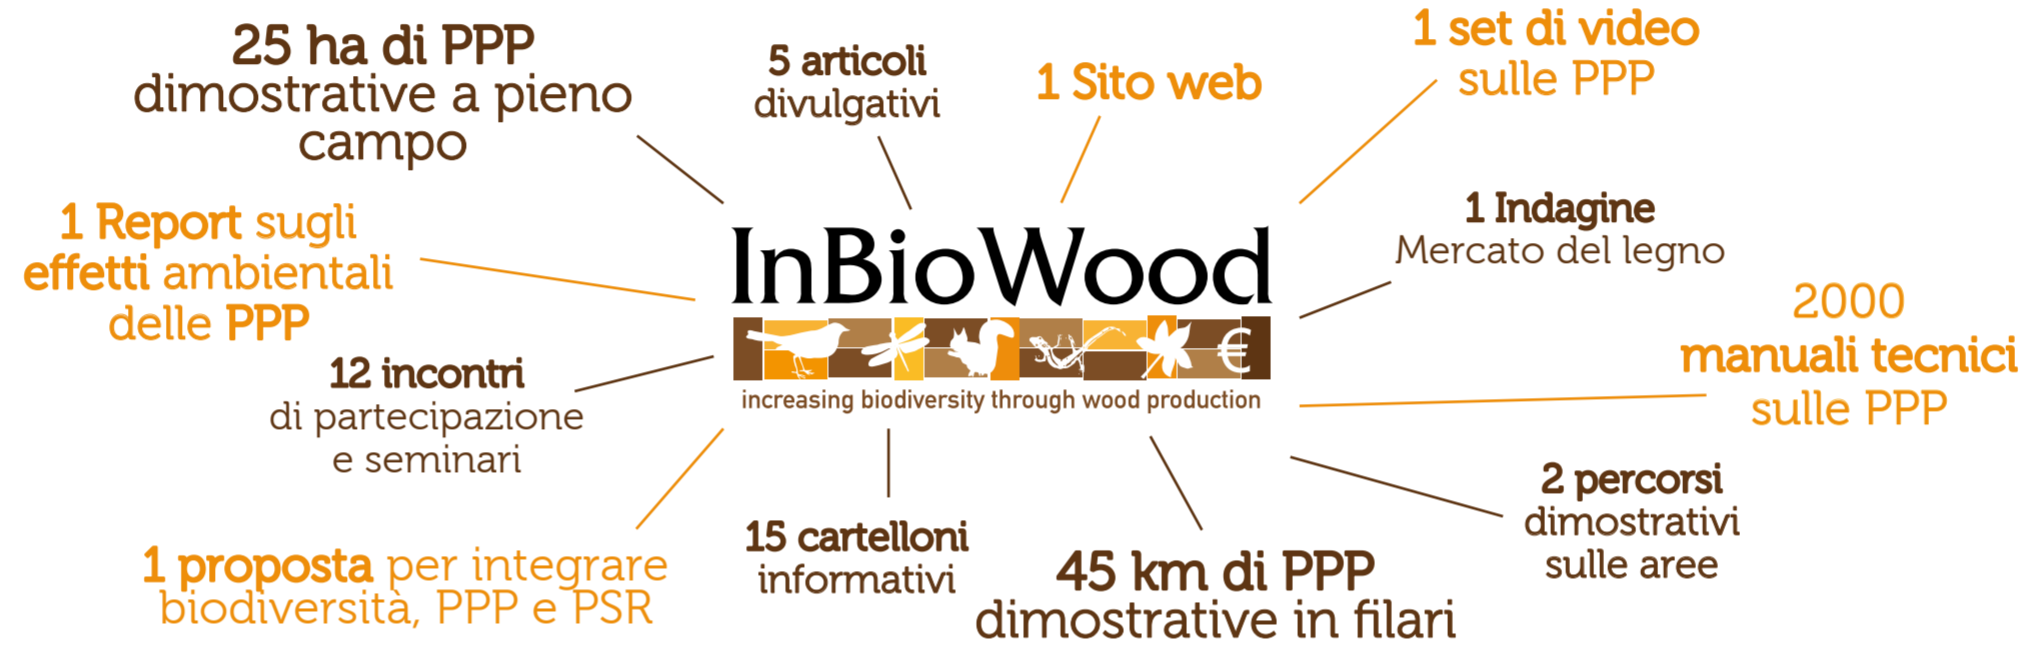 25 ha di PPP
dimostrative a pieno
campo
5 articoli
divulgativi
1 Sito web
1 set di video
sulle PPP
1 Report sugli
effetti ambientali
delle PPP
InBioWood
€
increasing biodiversity through wood production
1 Indagine
Mercato del legno
2000
manuali tecnici
sulle PPP
12 incontri
di partecipazione
e seminari
1 proposta per integrare
biodiversità, PPP e PSR
15 cartelloni
informativi
45 km di PPP
dimostrative in filari
2 percorsi
dimostrativi
sulle aree